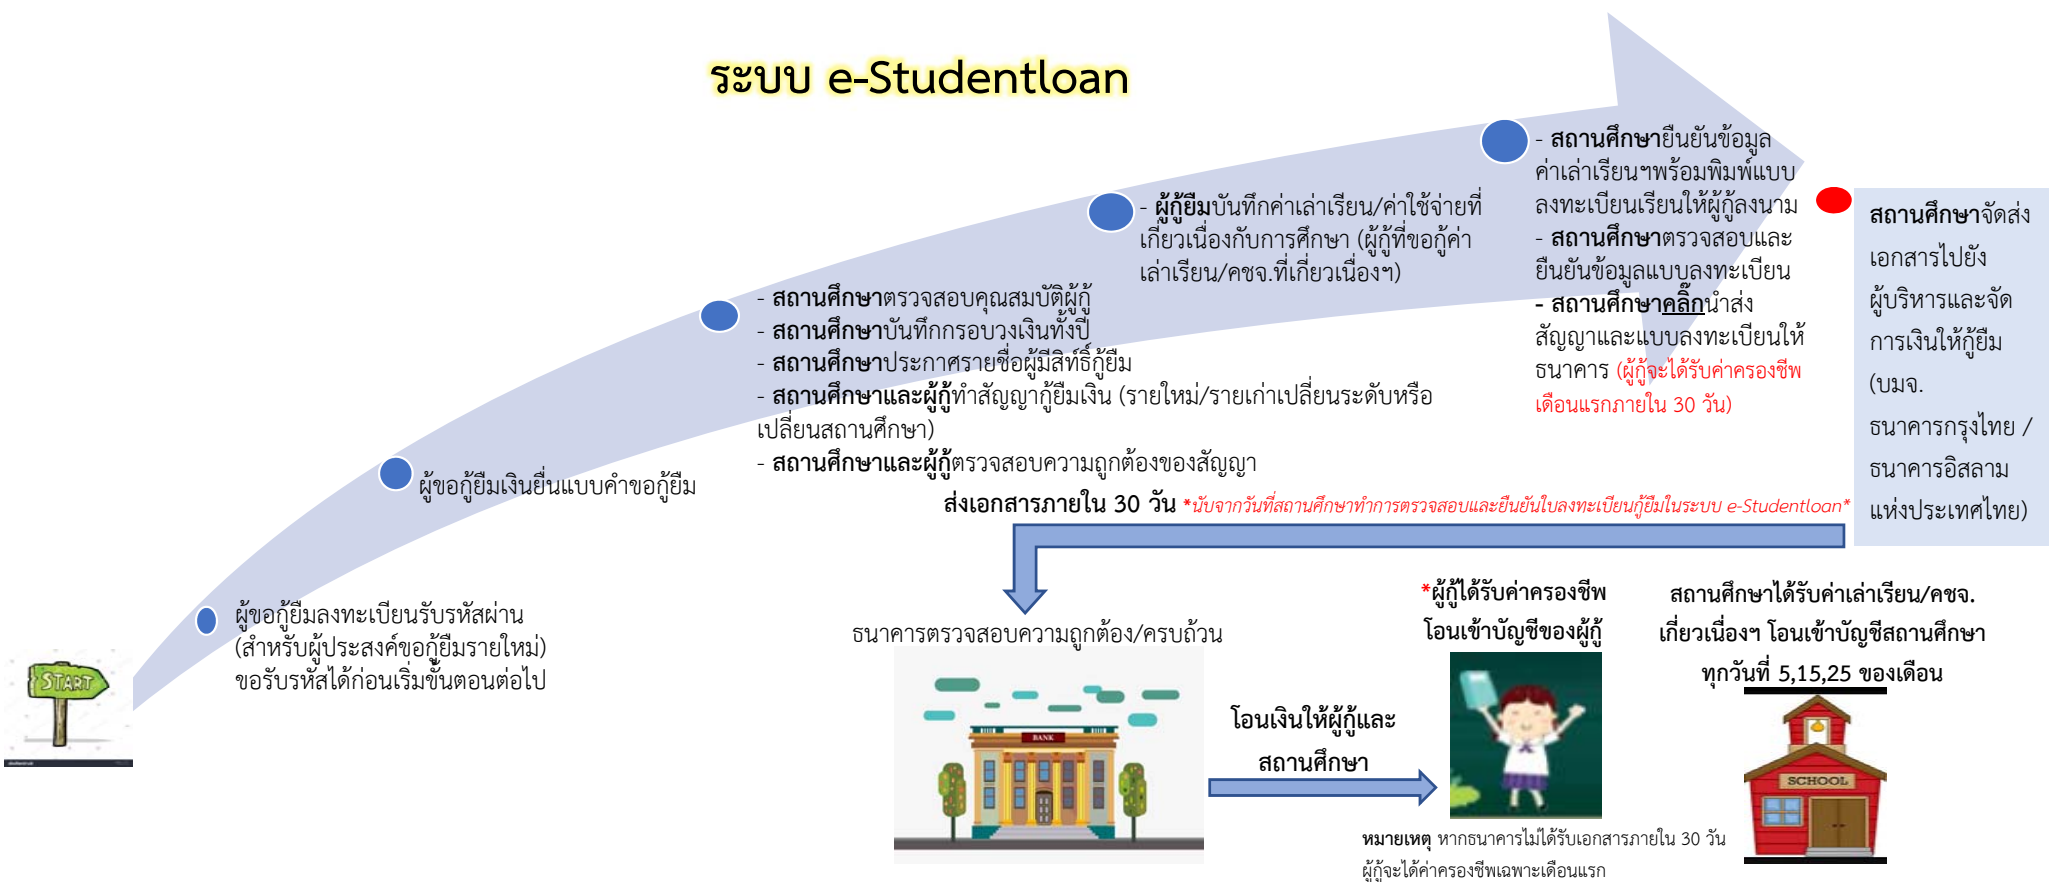 ระบบ e-Studentloan
START
ผู้ขอกู้ยืมลงทะเบียนรับรหัสผ่าน
(สำหรับผู้ประสงค์ขอกู้ยืมรายใหม่)
ขอรับรหัสได้ก่อนเริ่มขั้นตอนต่อไป
ผู้ขอกู้ยืมเงินยื่นแบบคำขอกู้ยืม
- สถานศึกษาตรวจสอบคุณสมบัติผู้กู้
- สถานศึกษาบันทึกกรอบวงเงินทั้งปี
- สถานศึกษาประกาศรายชื่อผู้มีสิทธิ์กู้ยืม
- สถานศึกษาและผู้กู้ทำสัญญากู้ยืมเงิน (รายใหม่/รายเก่าเปลี่ยนระดับหรือ
เปลี่ยนสถานศึกษา)
- สถานศึกษาและผู้กู้ตรวจสอบความถูกต้องของสัญญา
- ผู้กู้ยืมบันทึกค่าเล่าเรียน/ค่าใช้จ่ายที่
เกี่ยวเนื่องกับการศึกษา (ผู้กู้ที่ขอกู้ค่า
เล่าเรียน/คชจ.ที่เกี่ยวเนื่องฯ)
- สถานศึกษายืนยันข้อมูล
ค่าเล่าเรียนฯพร้อมพิมพ์แบบ
ลงทะเบียนเรียนให้ผู้กู้ลงนาม
- สถานศึกษาตรวจสอบและ
ยืนยันข้อมูลแบบลงทะเบียน
- สถานศึกษาคลิ๊กนำส่ง
สัญญาและแบบลงทะเบียนให้
ธนาคาร (ผู้กู้จะได้รับค่าครองชีพ
เดือนแรกภายใน 30 วัน)
สถานศึกษาจัดส่ง
เอกสารไปยัง
ผู้บริหารและจัด
การเงินให้กู้ยืม
(บมจ.
ธนาคารกรุงไทย /
ธนาคารอิสลาม
แห่งประเทศไทย)
ส่งเอกสารภายใน 30 วัน *นับจากวันที่สถานศึกษาทำการตรวจสอบและยืนยันใบลงทะเบียนกู้ยืมในระบบ e-Studentloan*
ธนาคารตรวจสอบความถูกต้อง/ครบถ้วน
BANK
โอนเงินให้ผู้กู้และ
สถานศึกษา
*ผู้กู้ได้รับค่าครองชีพ
โอนเข้าบัญชีของผู้กู้
สถานศึกษาได้รับค่าเล่าเรียน/คชจ.
เกี่ยวเนื่องฯ โอนเข้าบัญชีสถานศึกษา
ทุกวันที่ 5,15,25 ของเดือน
SCHOOL
หมายเหตุ หากธนาคารไม่ได้รับเอกสารภายใน 30 วัน
ผู้กู้จะได้ค่าครองชีพเฉพาะเดือนแรก